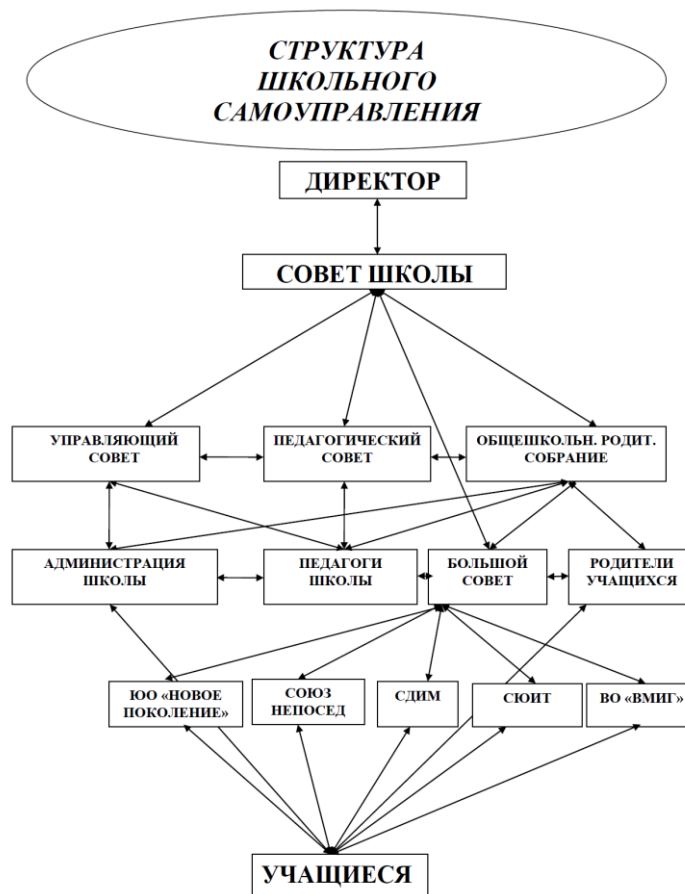 СТРУКТУРА
ШКОЛЬНОГО
САМОУПРАВЛЕНИЯ
ДИРЕКТОР
СОВЕТ ШКОЛЫ
УПРАВЛЯЮЩИЙ
СОВЕТ
ПЕДАГОГИЧЕСКИЙ
СОВЕТ
ОБЩЕШКОЛЬН. РОДИТ.
СОБРАНИЕ
АДМИНИСТРАЦИЯ
ШКОЛЫ
ПЕДАГОГИ
ШКОЛЫ
БОЛЬШОЙ
СОВЕТ
РОДИТЕЛИ
УЧАЩИХСЯ
ЮО «НОВОЕ
ПОКОЛЕНИЕ»
СОЮЗ
НЕПОСЕД
СДИМ
СЮИТ
ВО «ВМИГ»
УЧАЩИЕСЯ